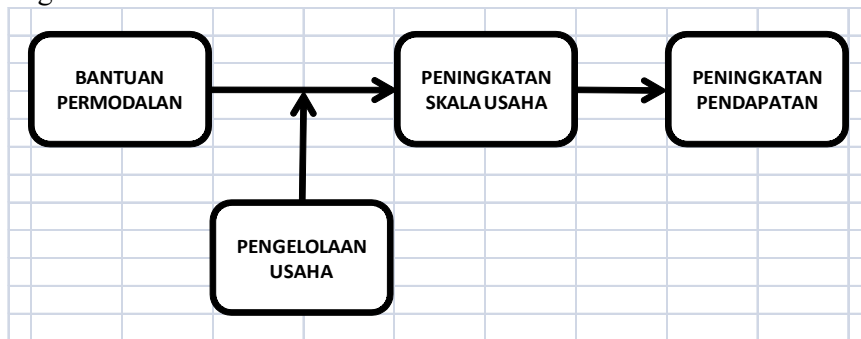 BANTUAN
PERMODALAN
PENINGKATAN
SKALA USAHA
PENINGKATAN
PENDAPATAN
PENGELOLAAN
USAHA